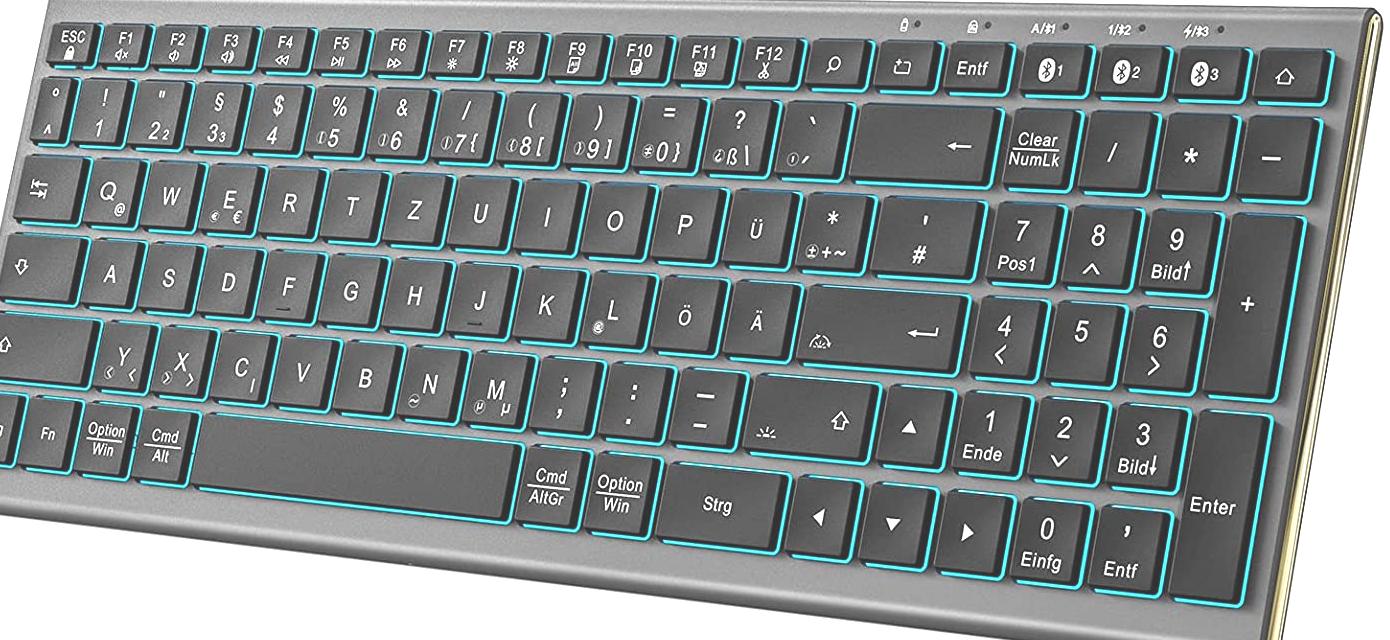 A/1 1/2 /3
ESC F1 F2 F3 F4 F5 F6 F7 F8 F9 F10 F11 F12 Entf 1 2 3
° ! " § $ % & / ( ) = ? `
^ 1 2 2 3 3 4 5 6 7 { 8 [ 9 ] 0 } ß \ ´ ← Clear / * −
NumLk
Q W E R T Z U I O P Ü * ' 7 8 9
@ € € + ~ # Pos1 ^ Bild↑
A S D F G H J K L Ö Ä 4 5 6 +
@ < >
Y X C V B N M ; : — 1 2 3
< > | ~ µ µ , . – Ende Bild↓
Fn Option Cmd Cmd Option Strg 0 , Enter
Win Alt AltGr Win Einfg Entf